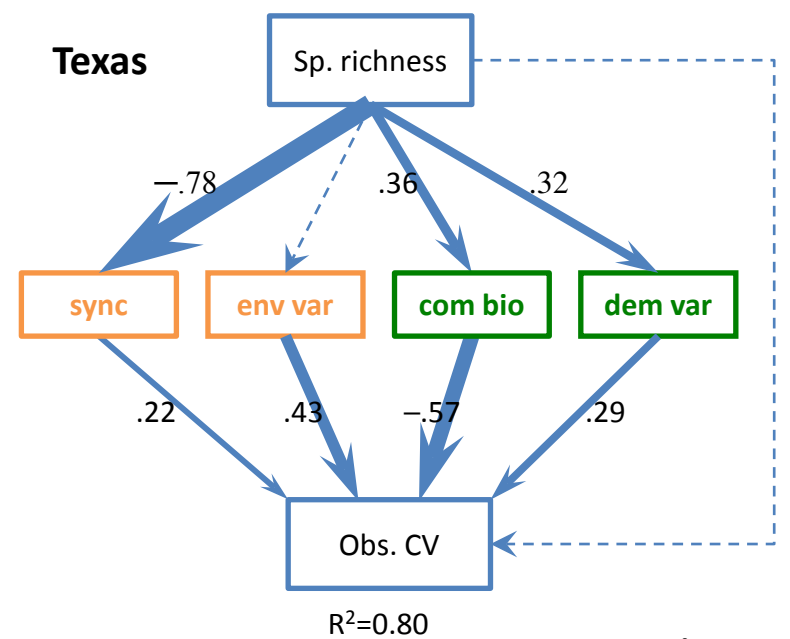 Texas
Sp. richness
—.78
.36
.32
sync
env var
com bio
dem var
.22
.43
–.57
.29
Obs. CV
R²=0.80